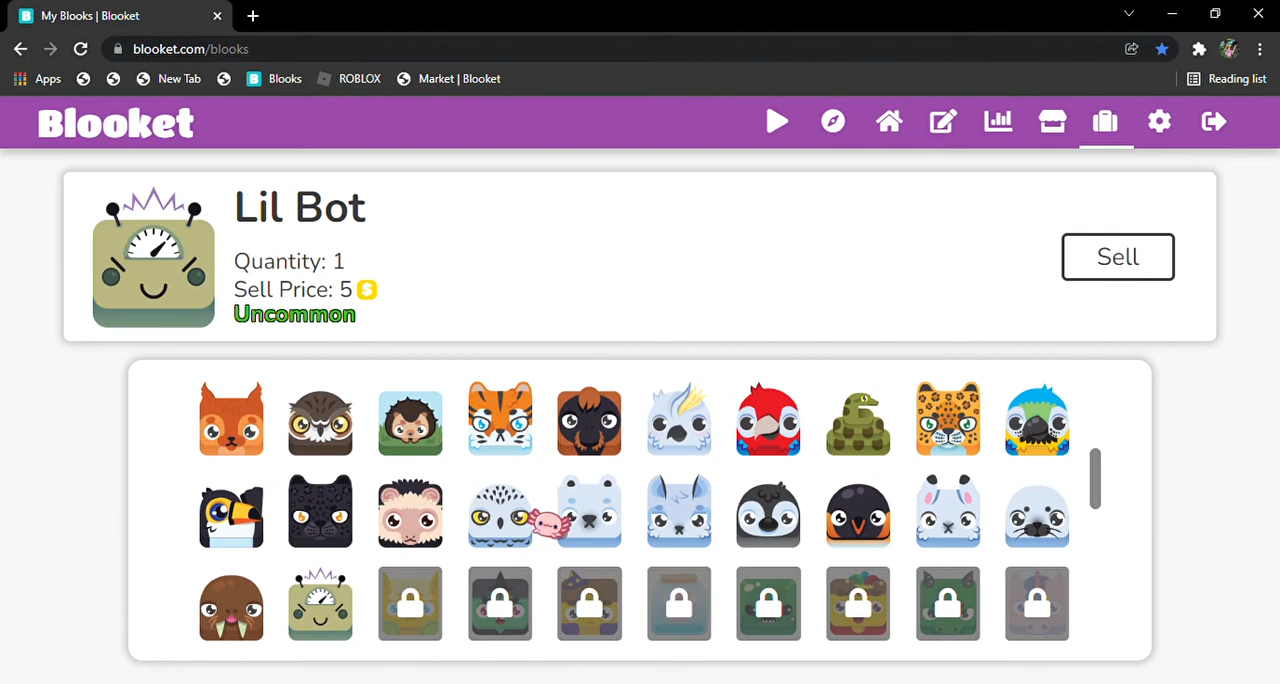 My Blooks | Blooket
blooket.com/blooks
Apps New Tab Blooks ROBLOX Market | Blooket Reading list
Blooket
Lil Bot
Quantity: 1
Sell Price: 5
Uncommon
Sell